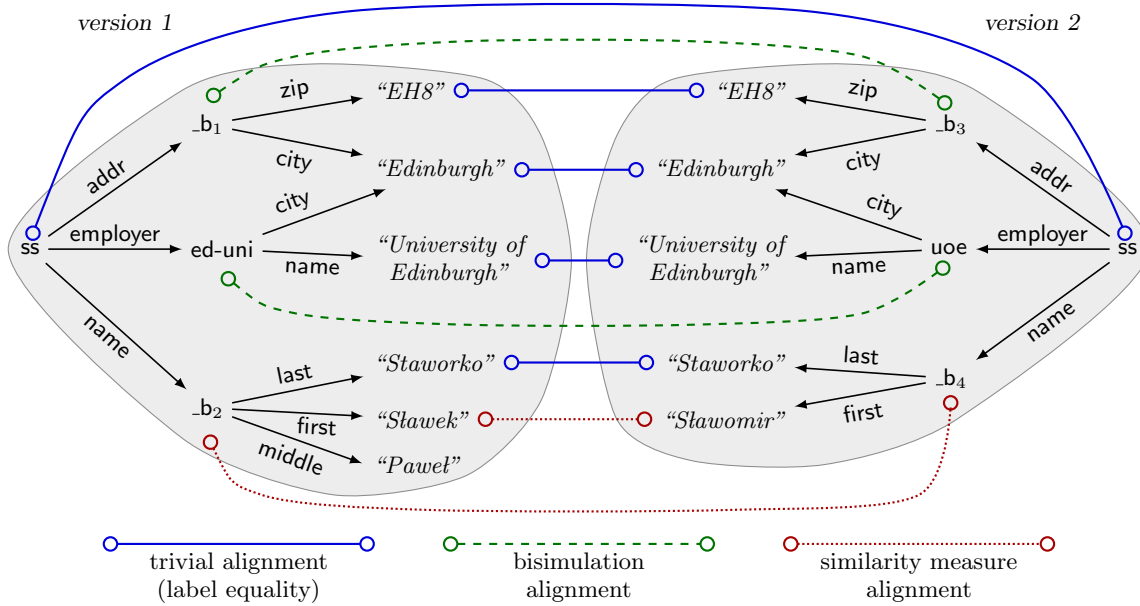 version 1
version 2
zip
“EH8”
“EH8”
zip
_b1
_b3
city
“Edinburgh”
“Edinburgh”
city
addr
addr
city
city
ss
employer
ed-uni
“University of
Edinburgh”
“University of
Edinburgh”
uoe
employer
ss
name
name
name
name
last
“Staworko”
“Staworko”
last
_b2
_b4
first
“Sławek”
“Sławomir”
first
middle
“Paweł”
trivial alignment
(label equality)
bisimulation
alignment
similarity measure
alignment